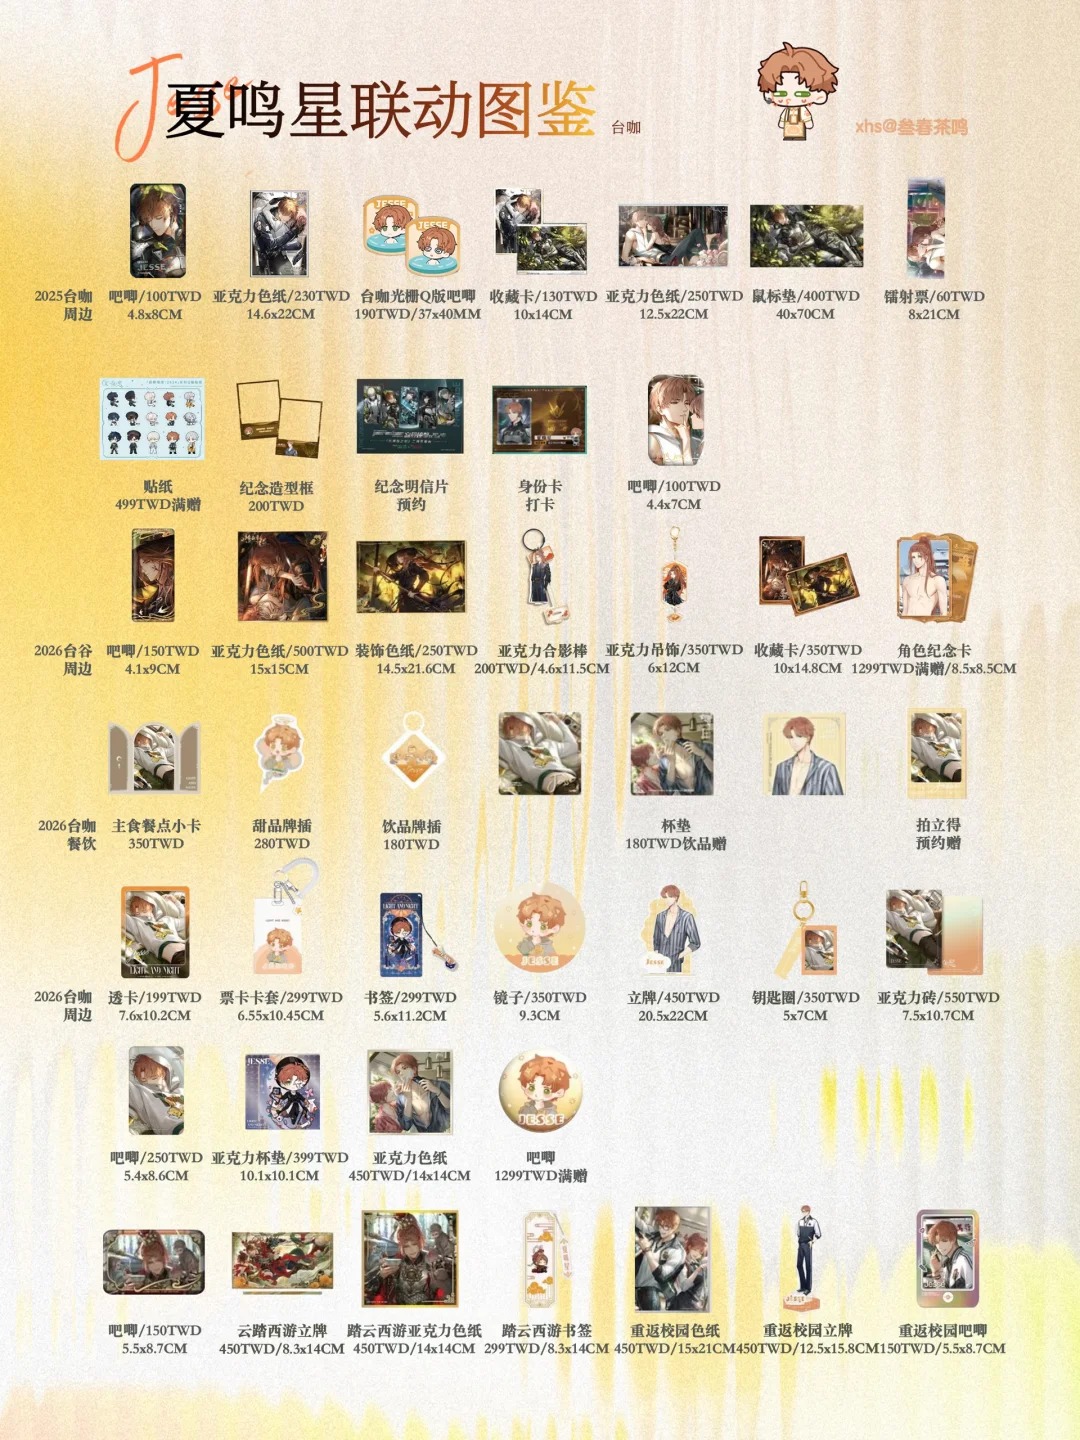 Jesse
夏鸣星联动图鉴 台咖
xhs@叁春茶鸣
2025台咖
周边
吧唧/100TWD
4.8x8CM
亚克力色纸/230TWD
14.6x22CM
台咖光栅Q版吧唧
190TWD/37x40MM
收藏卡/130TWD
10x14CM
亚克力色纸/250TWD
12.5x22CM
鼠标垫/400TWD
40x70CM
镭射票/60TWD
8x21CM
贴纸
499TWD满赠
纪念造型框
200TWD
纪念明信片
预约
身份卡
打卡
吧唧/100TWD
4.4x7CM
2026台谷
周边
吧唧/150TWD
4.1x9CM
亚克力色纸/500TWD
15x15CM
装饰色纸/250TWD
14.5x21.6CM
亚克力合影棒
200TWD/4.6x11.5CM
亚克力吊饰/350TWD
6x12CM
收藏卡/350TWD
10x14.8CM
角色纪念卡
1299TWD满赠/8.5x8.5CM
2026台咖
餐饮
主食餐点小卡
350TWD
甜品牌插
280TWD
饮品牌插
180TWD
杯垫
180TWD饮品赠
拍立得
预约赠
2026台咖
周边
透卡/199TWD
7.6x10.2CM
票卡卡套/299TWD
6.55x10.45CM
书签/299TWD
5.6x11.2CM
镜子/350TWD
9.3CM
立牌/450TWD
20.5x22CM
钥匙圈/350TWD
5x7CM
亚克力砖/550TWD
7.5x10.7CM
吧唧/250TWD
5.4x8.6CM
亚克力杯垫/399TWD
10.1x10.1CM
亚克力色纸
450TWD/14x14CM
吧唧
1299TWD满赠
吧唧/150TWD
5.5x8.7CM
云踏西游立牌
450TWD/8.3x14CM
踏云西游亚克力色纸
450TWD/14x14CM
踏云西游书签
299TWD/8.3x14CM
重返校园色纸
450TWD/15x21CM
重返校园立牌
450TWD/12.5x15.8CM
重返校园吧唧
150TWD/5.5x8.7CM